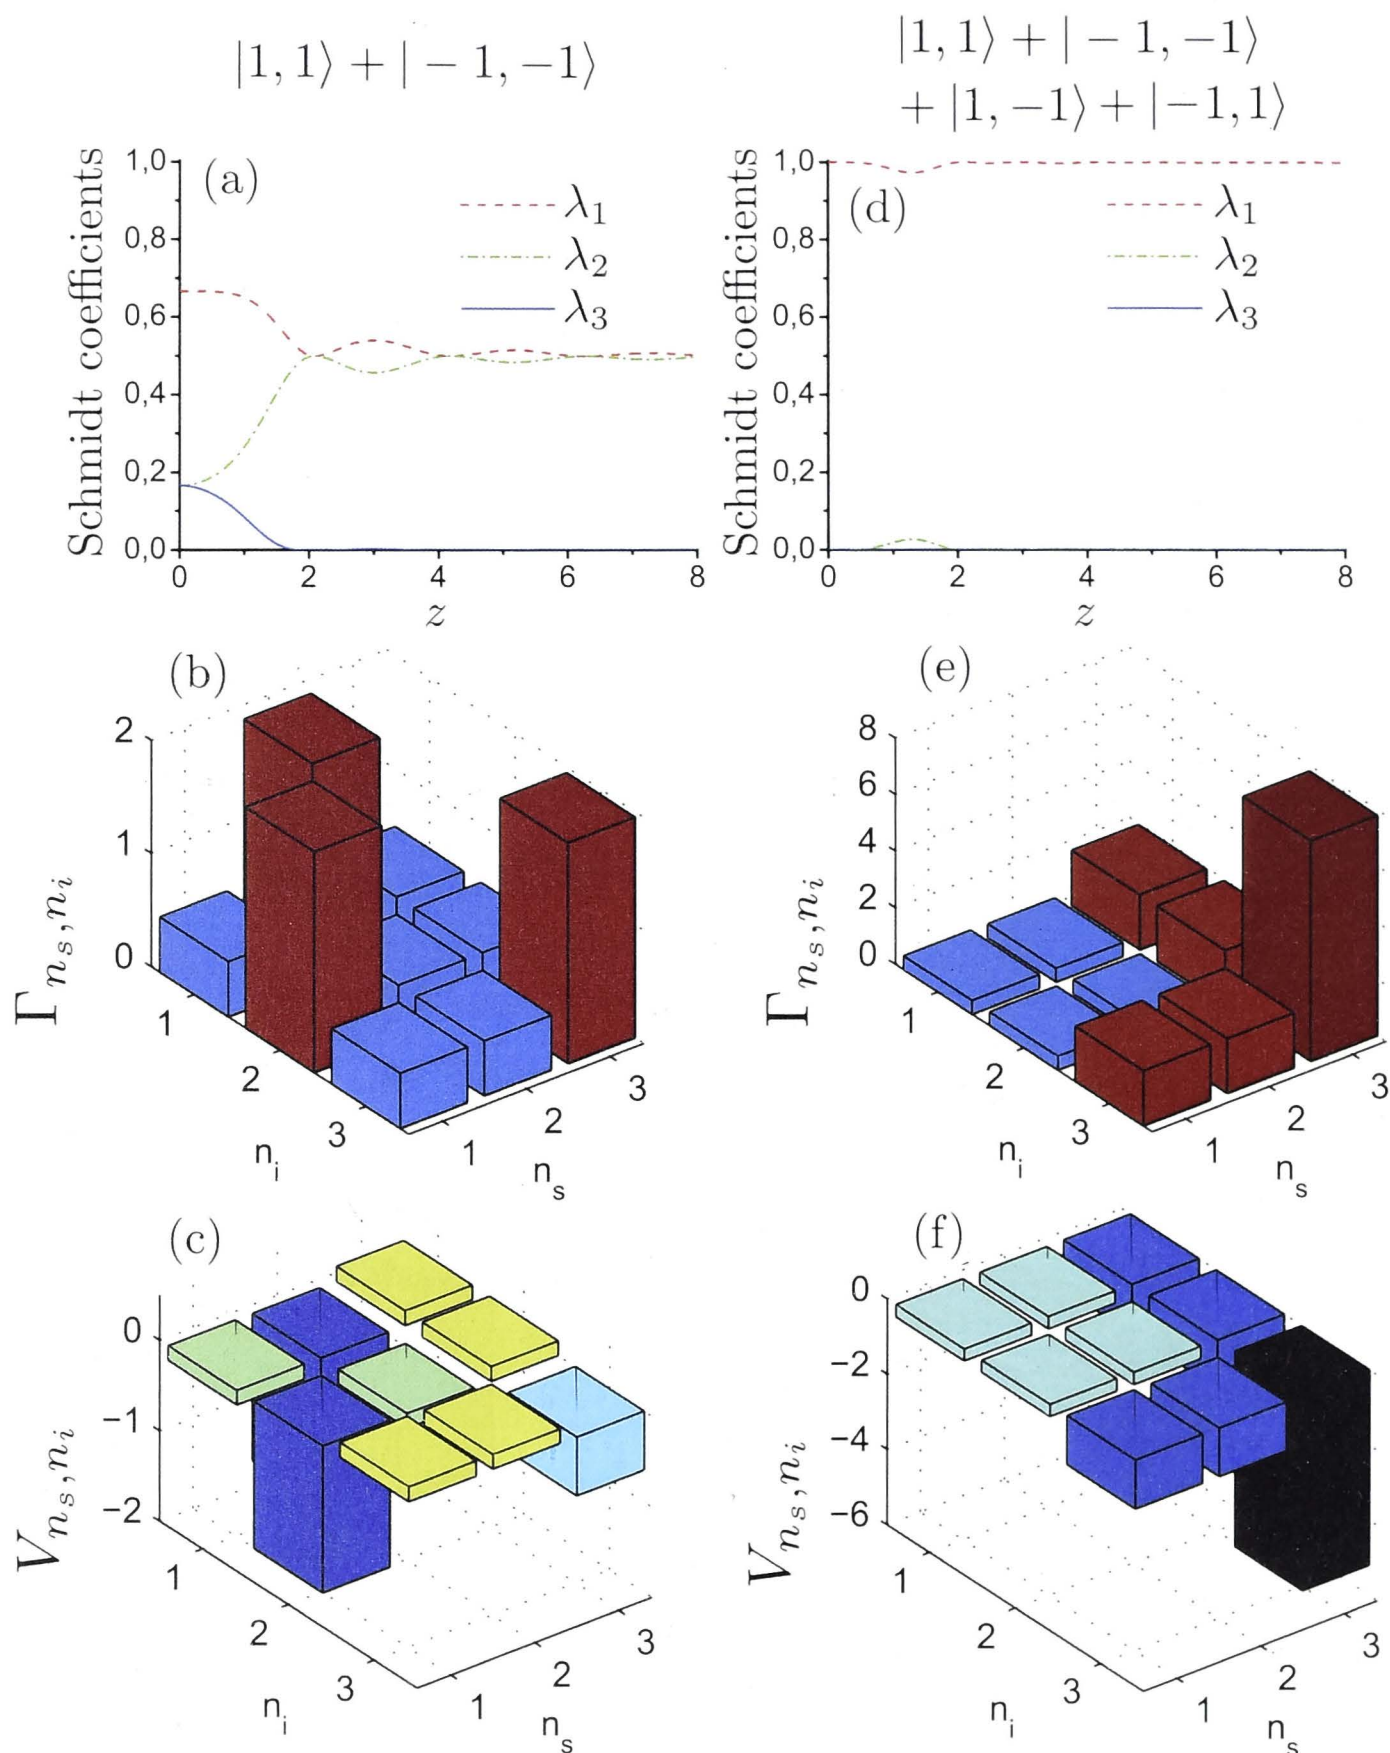 |1, 1⟩ + | − 1, −1⟩
|1, 1⟩ + | − 1, −1⟩
+ |1, −1⟩ + |−1, 1⟩
Schmidt coefficients
1,0
0,8
0,6
0,4
0,2
0,0
(a)
λ1
λ2
λ3
0 2 4 6 8
z
Schmidt coefficients
1,0
0,8
0,6
0,4
0,2
0,0
(d)
λ1
λ2
λ3
0 2 4 6 8
z
(b)
Γns,ni
2
1
0
1 2 3
ni
1 2 3
ns
(e)
Γns,ni
8
6
4
2
0
1 2 3
ni
1 2 3
ns
(c)
Vns,ni
0
−1
−2
1 2 3
ni
1 2 3
ns
(f)
Vns,ni
0
−2
−4
−6
1 2 3
ni
1 2 3
ns